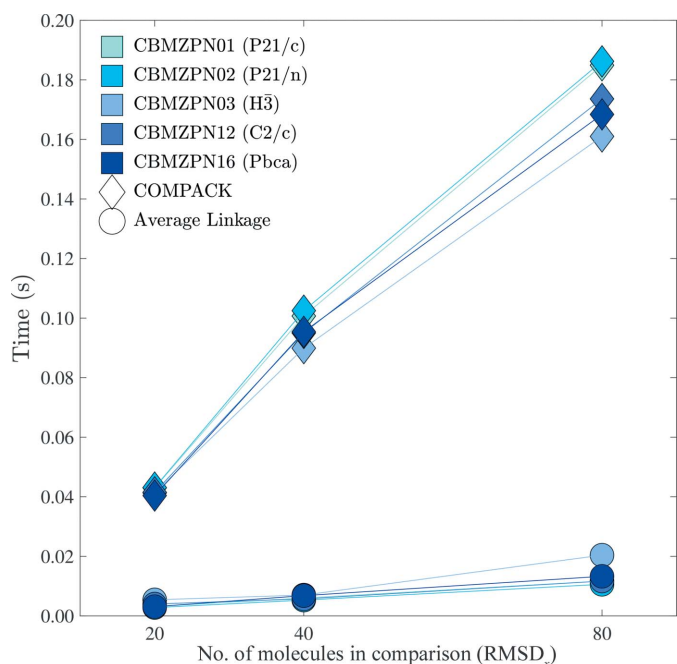 0.20
0.18
0.16
0.14
0.12
0.10
0.08
0.06
0.04
0.02
0.00
Time (s)
CBMZPN01 (P21/c)
CBMZPN02 (P21/n)
CBMZPN03 (H3̄)
CBMZPN12 (C2/c)
CBMZPN16 (Pbca)
COMPACK
Average Linkage
20 40 80
No. of molecules in comparison (RMSDᵣ)